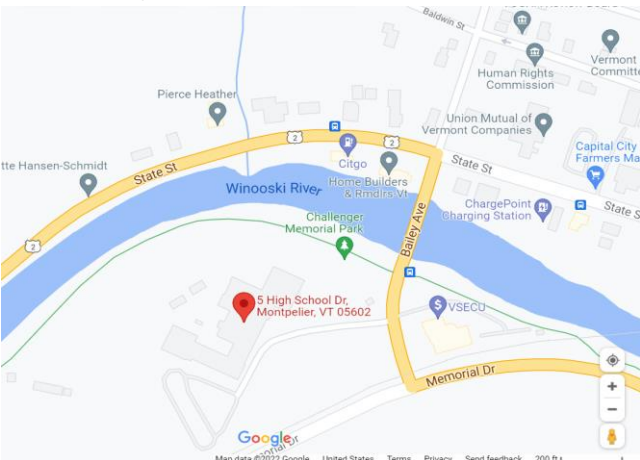 Baldwin St
Human Rights
Commission
Vermont
Committe
Pierce Heather
Union Mutual of
Vermont Companies
2
2
Capital City
Farmers Ma
tte Hansen-Schmidt
State St
Citgo
State St
Winooski River
Home Builders
& Rmdlrs Vt
ChargePoint
Charging Station
State S
Challenger
Memorial Park
Bailey Ave
2
5 High School Dr,
Montpelier, VT 05602
$ VSECU
Memorial Dr
+
−
Google
orial Dr
Map data ©2022 Google United States Terms Privacy Send feedback 200 ft